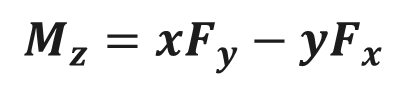 M_z = xF_y − yF_x